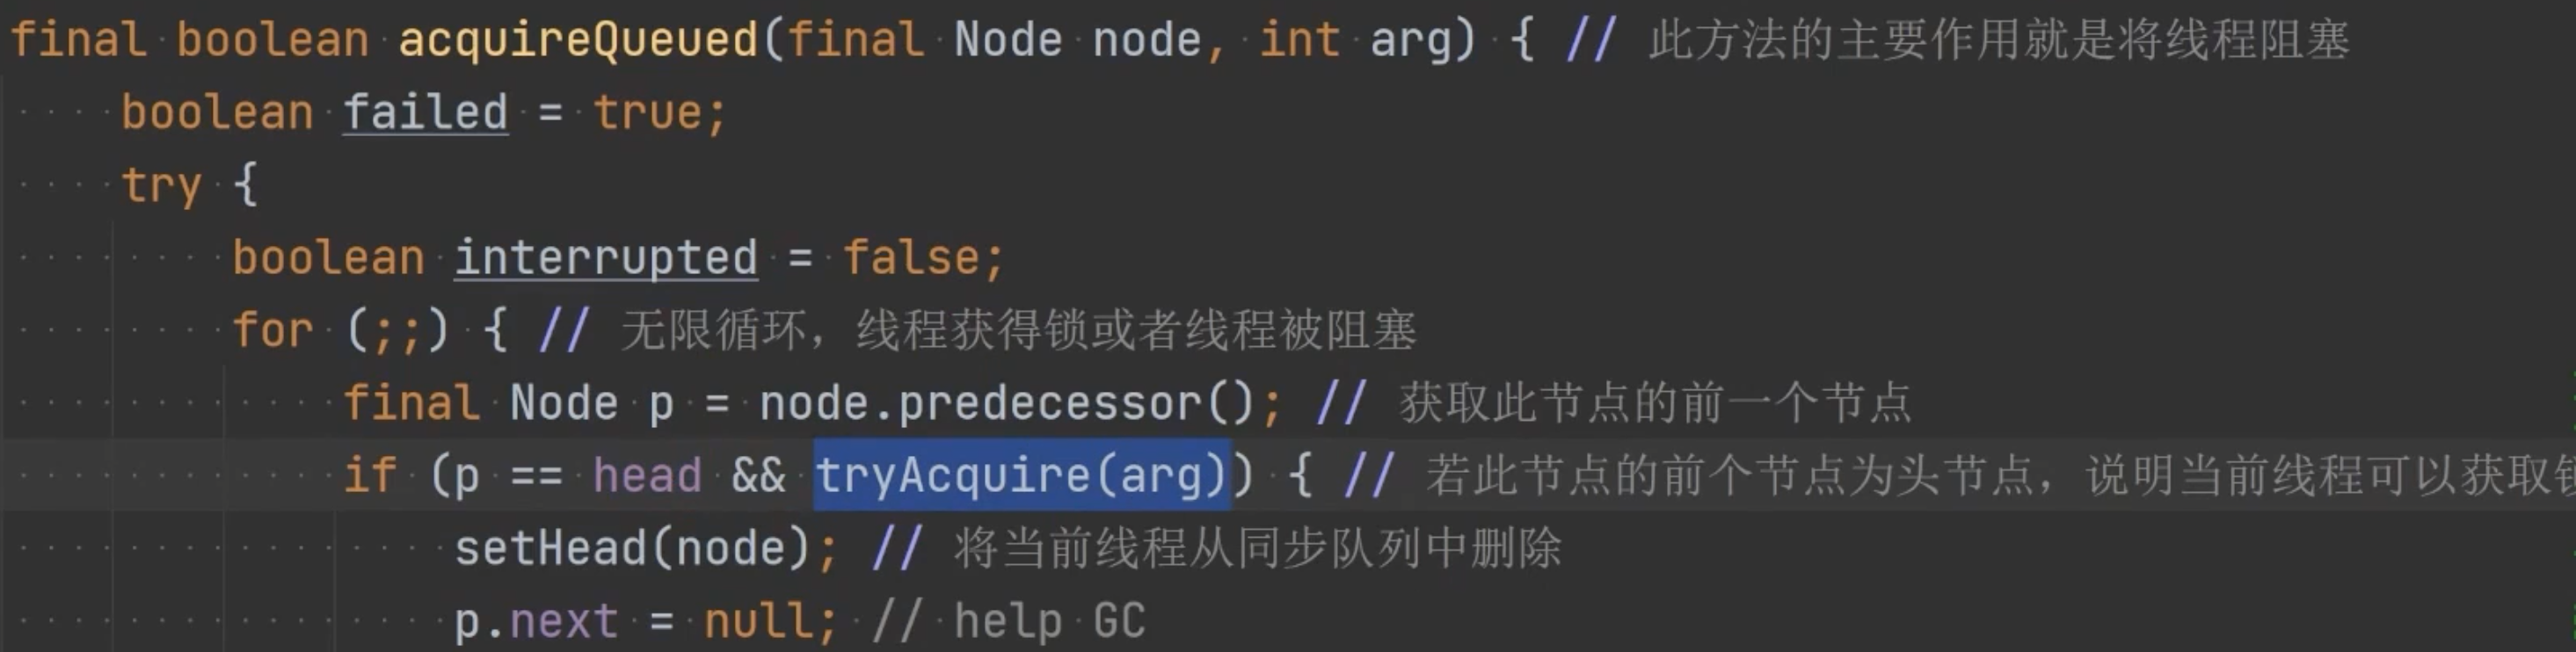 final boolean acquireQueued(final Node node, int arg) { // 此方法的主要作用就是将线程阻塞
boolean failed = true;
try {
boolean interrupted = false;
for (;;) { // 无限循环，线程获得锁或者线程被阻塞
final Node p = node.predecessor(); // 获取此节点的前一个节点
if (p == head && tryAcquire(arg)) { // 若此节点的前个节点为头节点，说明当前线程可以获取
setHead(node); // 将当前线程从同步队列中删除
p.next = null; // help GC